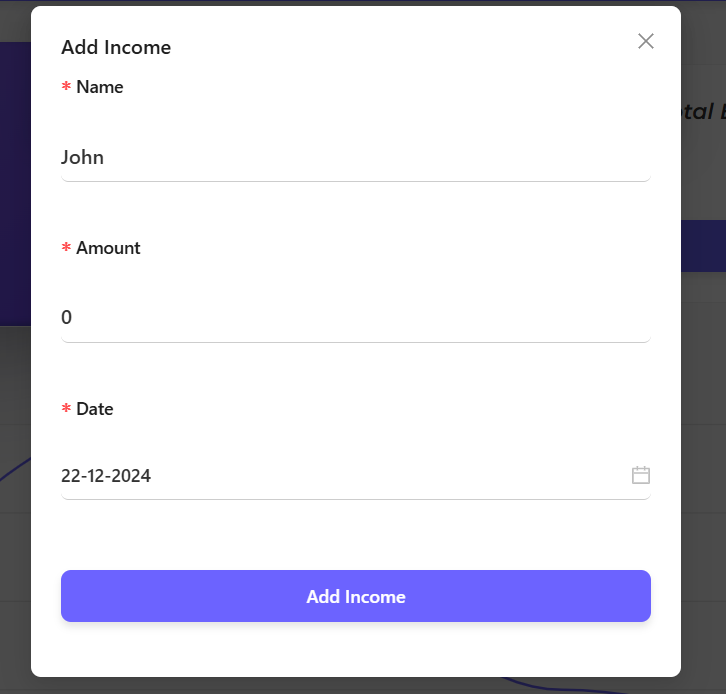 Add Income
* Name
John
* Amount
0
* Date
22-12-2024
Add Income